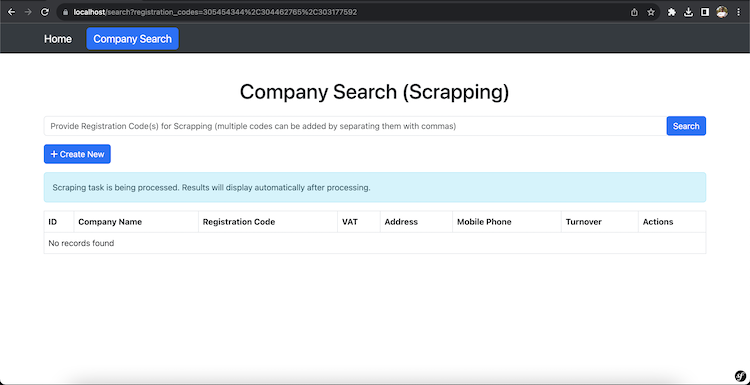 localhost/search?registration_codes=305454344%2C304462765%2C303177592
Home Company Search
Company Search (Scrapping)
Provide Registration Code(s) for Scrapping (multiple codes can be added by separating them with commas) Search
+ Create New
Scraping task is being processed. Results will display automatically after processing.
ID Company Name Registration Code VAT Address Mobile Phone Turnover Actions
No records found
sf